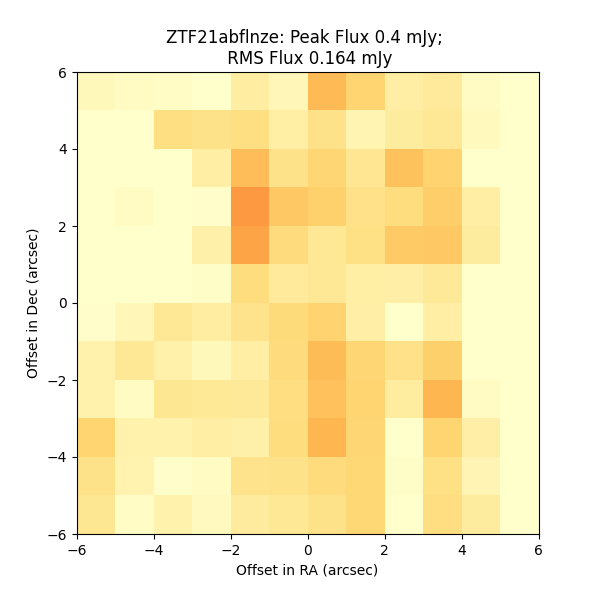 ZTF21abflnze: Peak Flux 0.4 mJy;
RMS Flux 0.164 mJy
6
4
2
0
−2
−4
−6
Offset in Dec (arcsec)
−6 −4 −2 0 2 4 6
Offset in RA (arcsec)